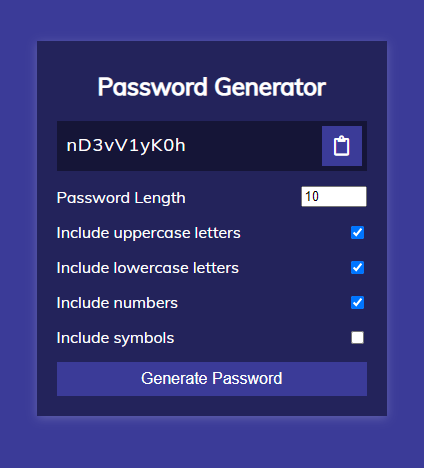 Password Generator
nD3vV1yK0h
Password Length 10
Include uppercase letters
Include lowercase letters
Include numbers
Include symbols
Generate Password